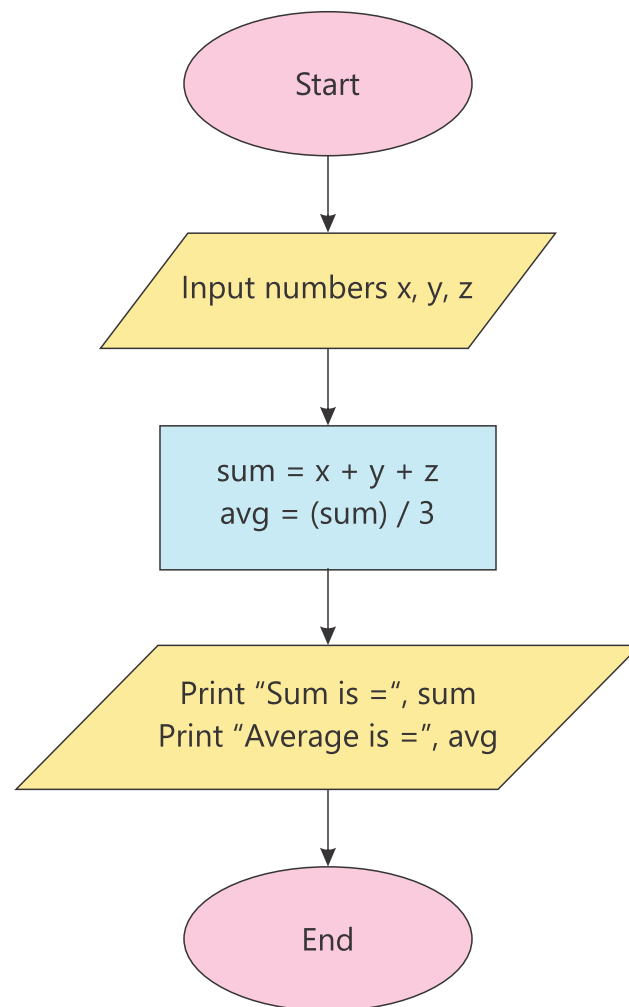 Start
Input numbers x, y, z
sum = x + y + z
avg = (sum) / 3
Print “Sum is =“, sum
Print “Average is =”, avg
End